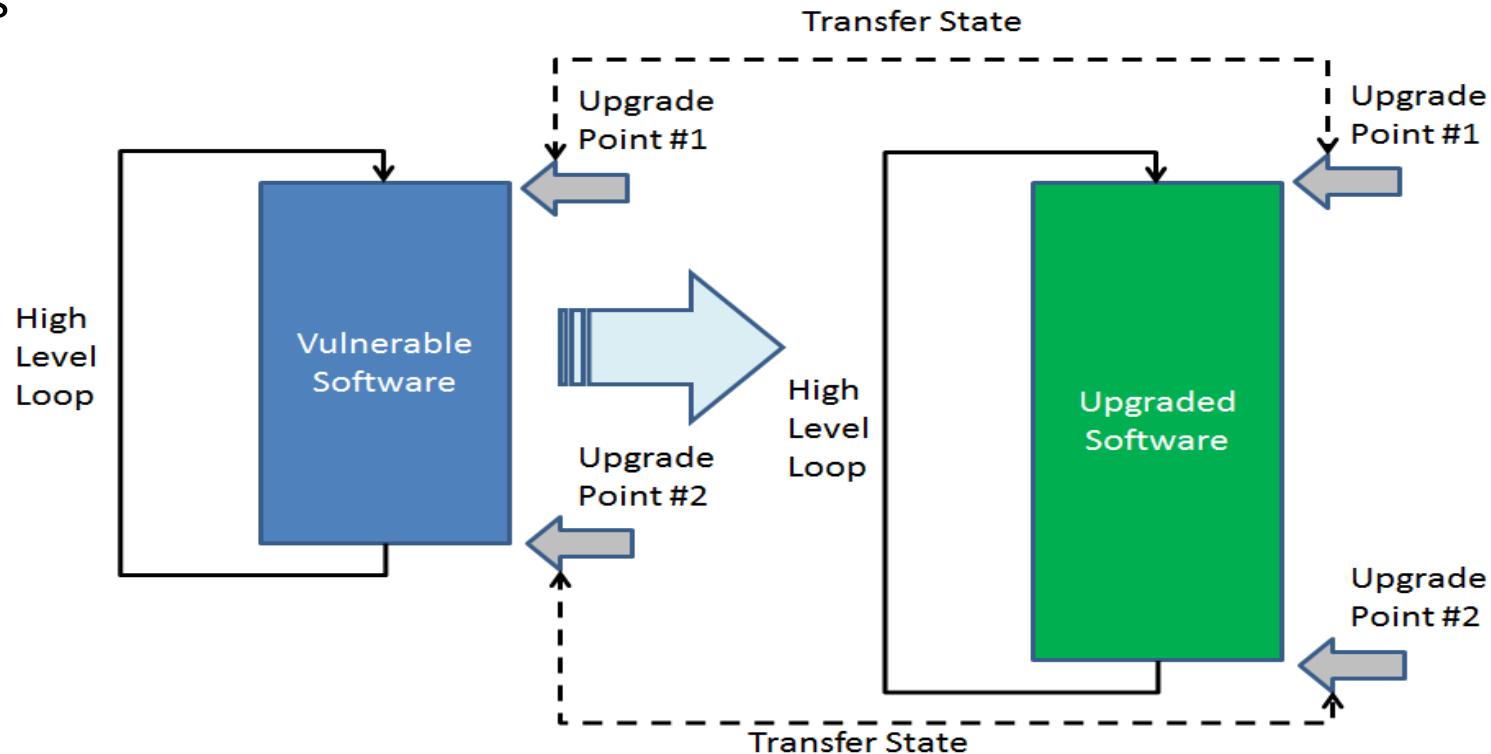 s
Transfer State
Upgrade
Point #1
Upgrade
Point #1
High
Level
Loop
Vulnerable
Software
High
Level
Loop
Upgraded
Software
Upgrade
Point #2
Upgrade
Point #2
Transfer State